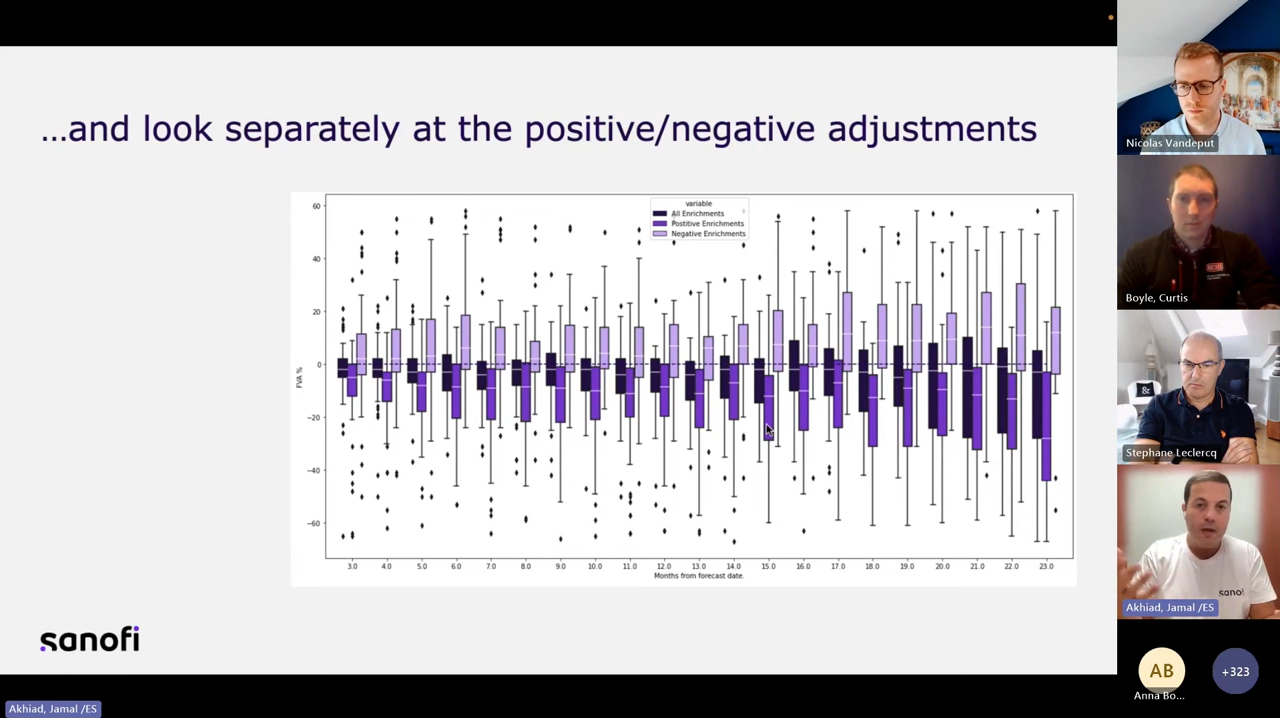 ...and look separately at the positive/negative adjustments
variable
All Enrichments
Postitive Enrichments
Negative Enrichments
60
40
20
0
−20
−40
−60
FVA %
3.0 4.0 5.0 6.0 7.0 8.0 9.0 10.0 11.0 12.0 13.0 14.0 15.0 16.0 17.0 18.0 19.0 20.0 21.0 22.0 23.0
Months from forecast date.
sanofi
Akhiad, Jamal /ES
Nicolas Vandeput
Boyle, Curtis
&
Stephane Leclercq
sanofi
Akhiad, Jamal /ES
AB
Anna Bo...
+323